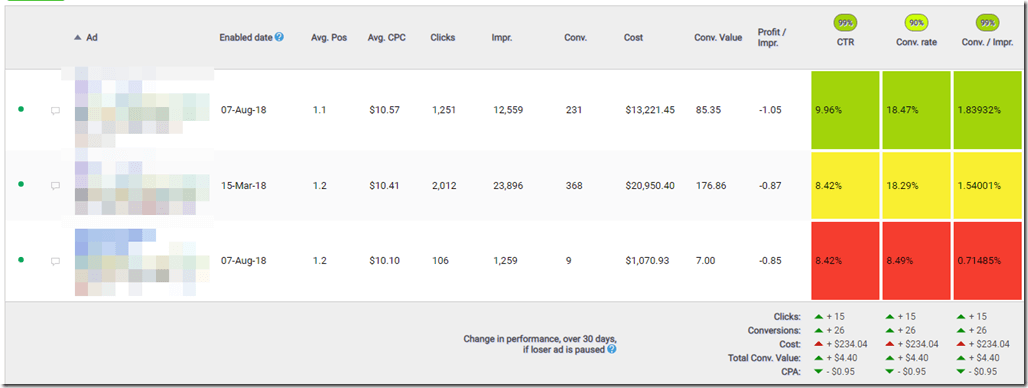 99% 90% 99%
Ad Enabled date Avg. Pos Avg. CPC Clicks Impr. Conv. Cost Conv. Value Profit / Impr. CTR Conv. rate Conv. / Impr.
07-Aug-18 1.1 $10.57 1,251 12,559 231 $13,221.45 85.35 -1.05 9.96% 18.47% 1.83932%
15-Mar-18 1.2 $10.41 2,012 23,896 368 $20,950.40 176.86 -0.87 8.42% 18.29% 1.54001%
07-Aug-18 1.2 $10.10 106 1,259 9 $1,070.93 7.00 -0.85 8.42% 8.49% 0.71485%
Change in performance, over 30 days,
if loser ad is paused
Clicks: + 15 + 15 + 15
Conversions: + 26 + 26 + 26
Cost: + $234.04 + $234.04 + $234.04
Total Conv. Value: + $4.40 + $4.40 + $4.40
CPA: - $0.95 - $0.95 - $0.95